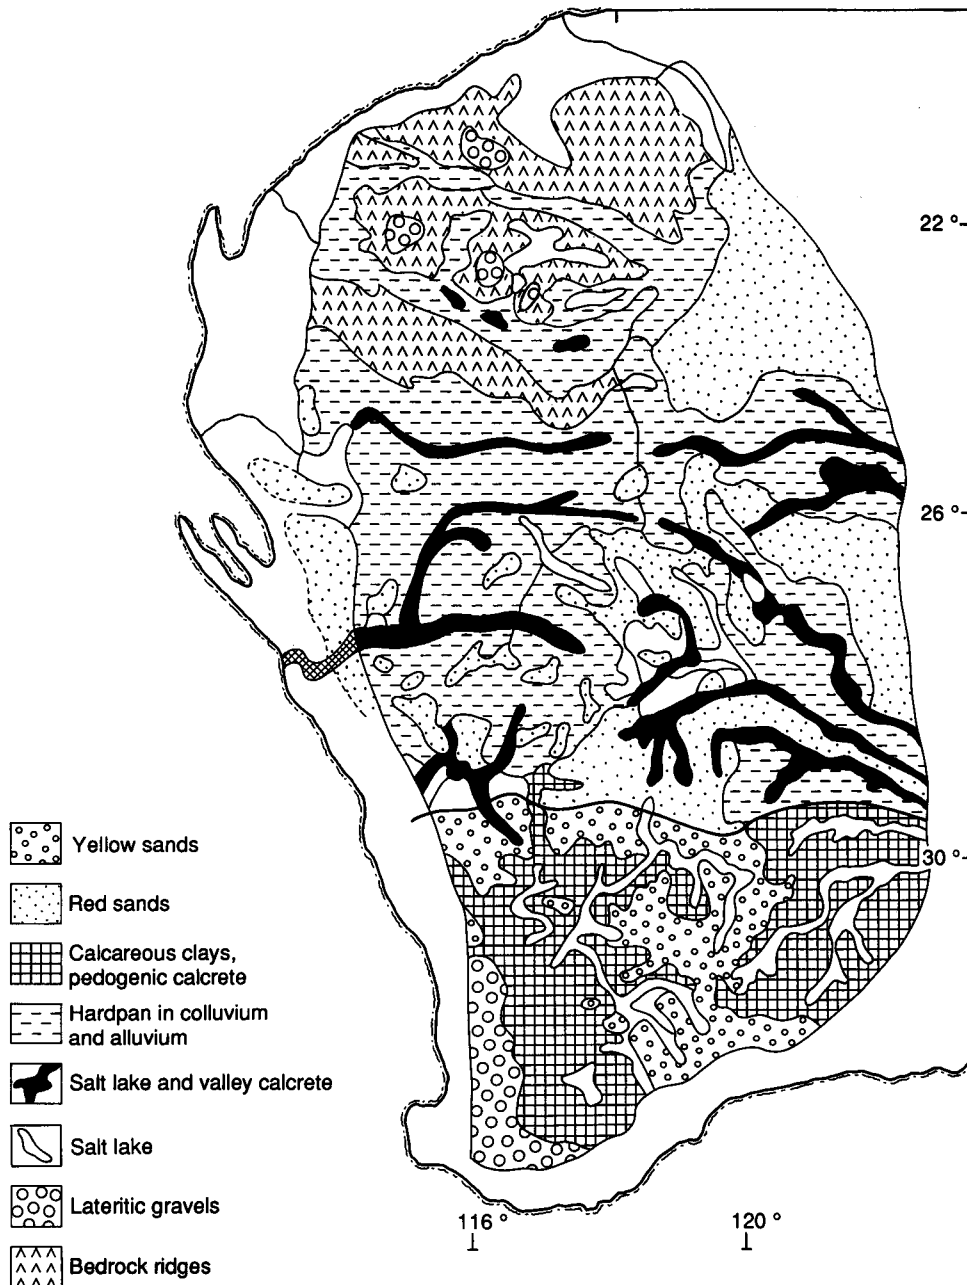 22 °
26 °
30 °
Yellow sands
Red sands
Calcareous clays,
pedogenic calcrete
Hardpan in colluvium
and alluvium
Salt lake and valley calcrete
Salt lake
Lateritic gravels
Bedrock ridges
116 °
120 °